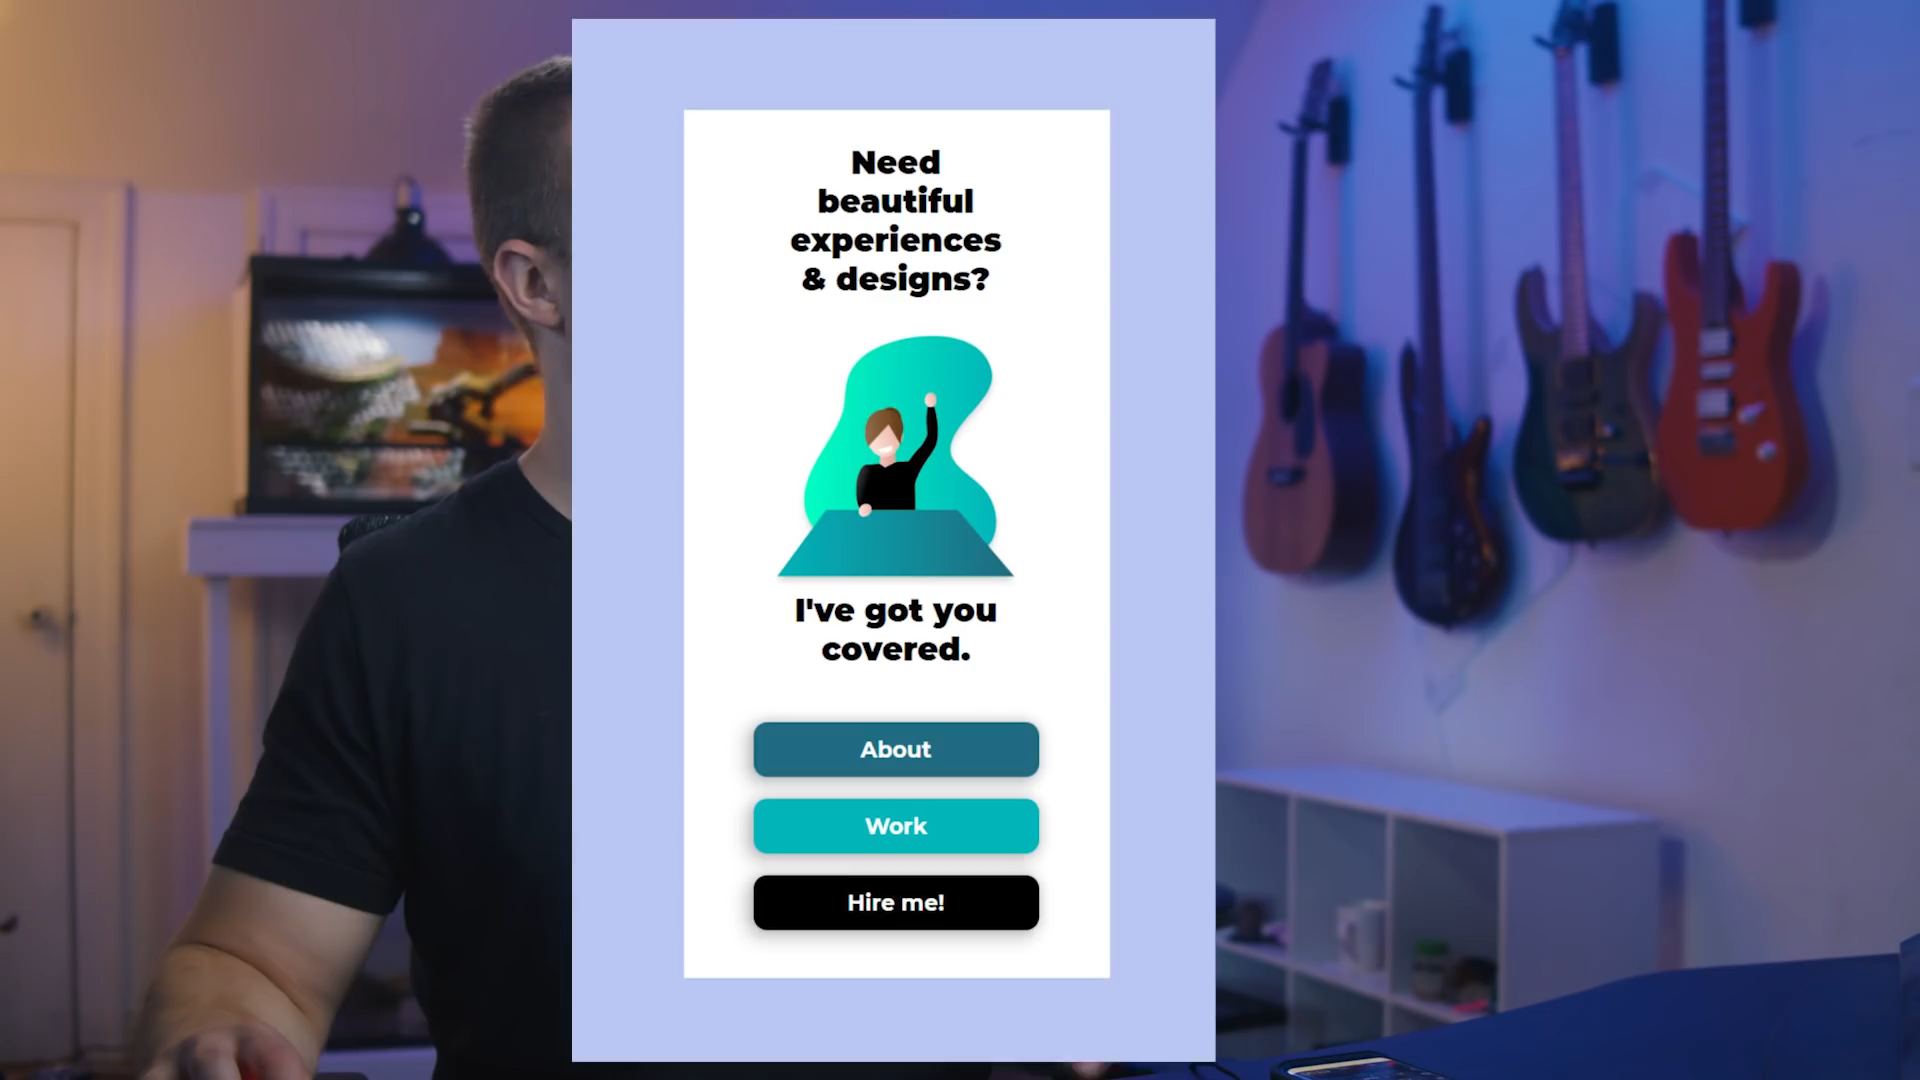 Need
beautiful
experiences
& designs?
I've got you
covered.
About
Work
Hire me!